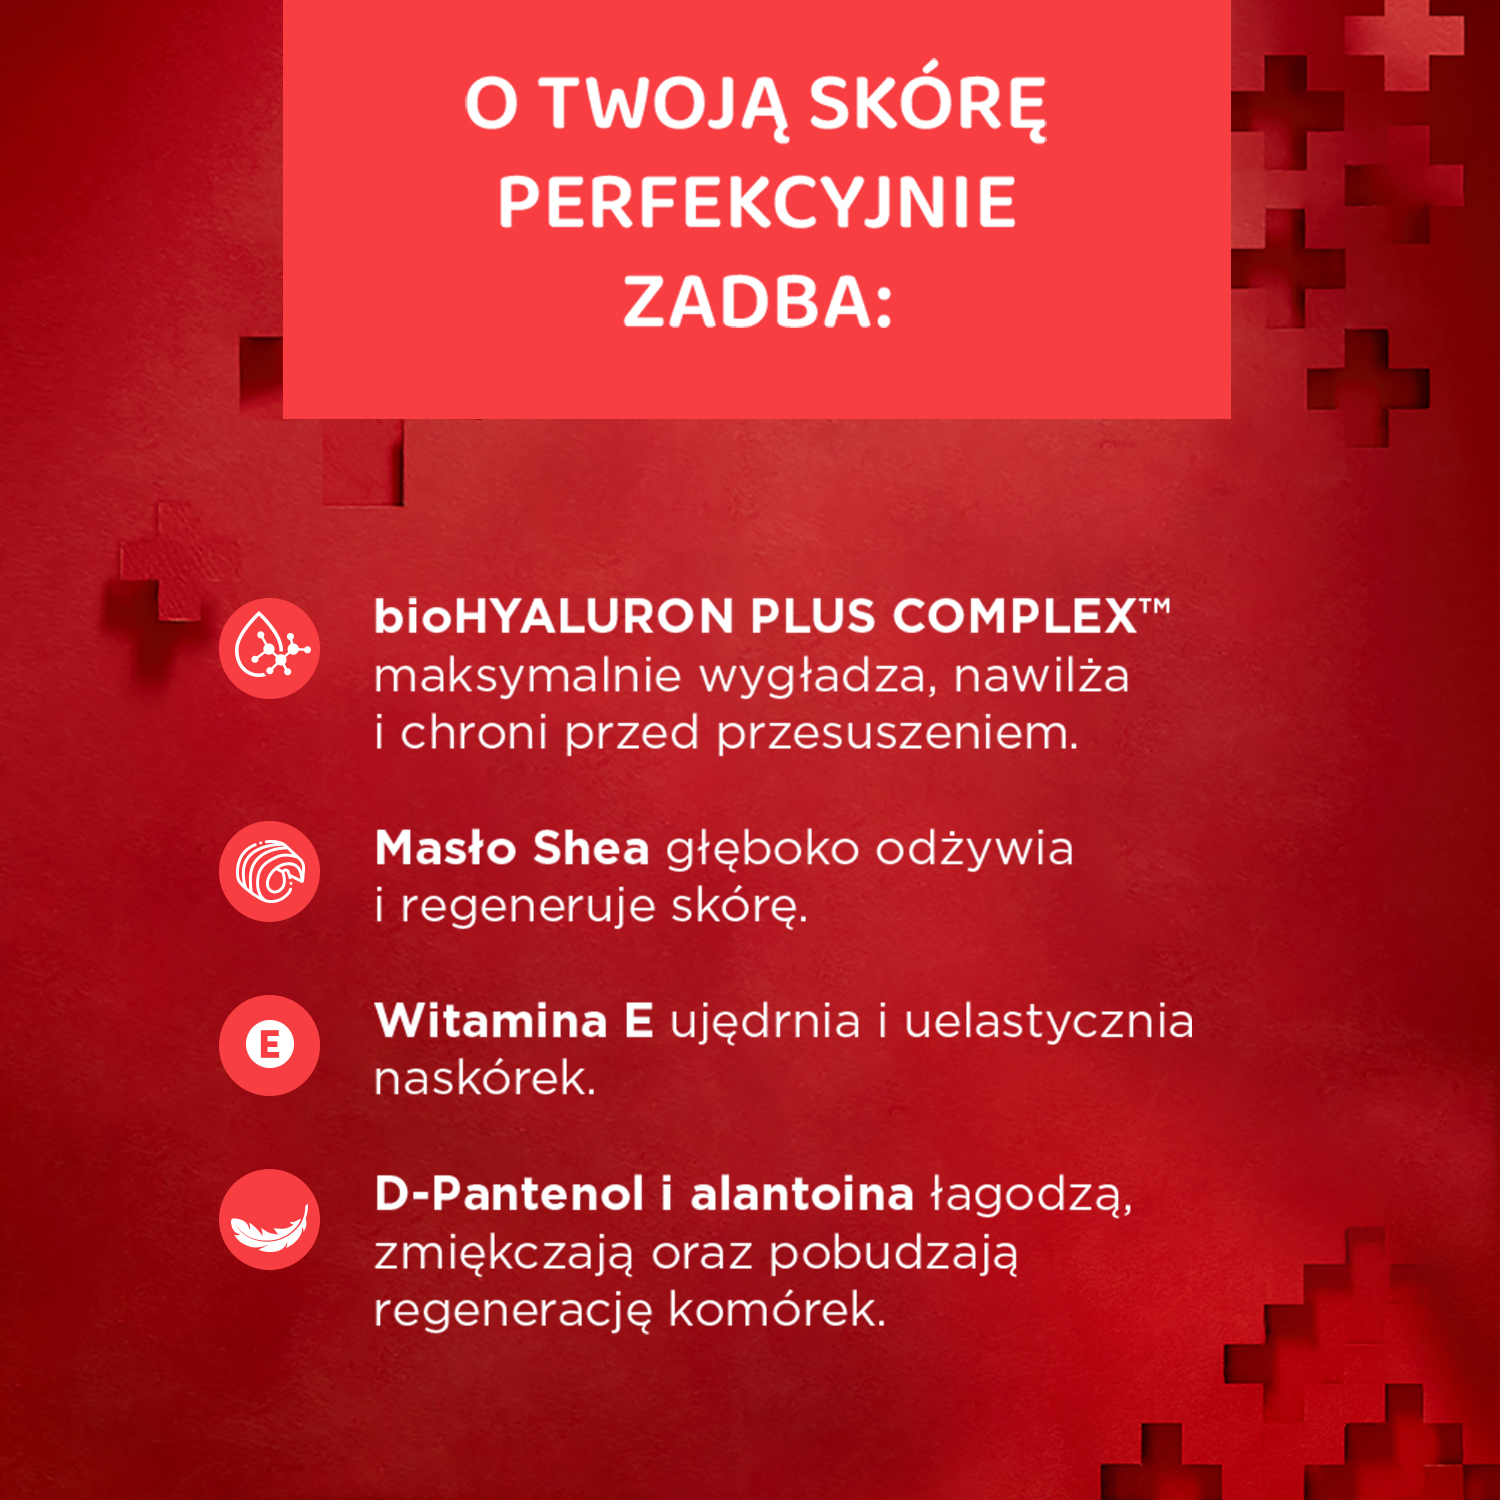 O TWOJĄ SKÓRĘ
PERFEKCYJNIE
ZADBA:
bioHYALURON PLUS COMPLEX™
maksymalnie wygładza, nawilża
i chroni przed przesuszeniem.
Masło Shea głęboko odżywia
i regeneruje skórę.
E
Witamina E ujędrnia i uelastycznia
naskórek.
D-Pantenol i alantoina łagodzą,
zmiękczają oraz pobudzają
regenerację komórek.